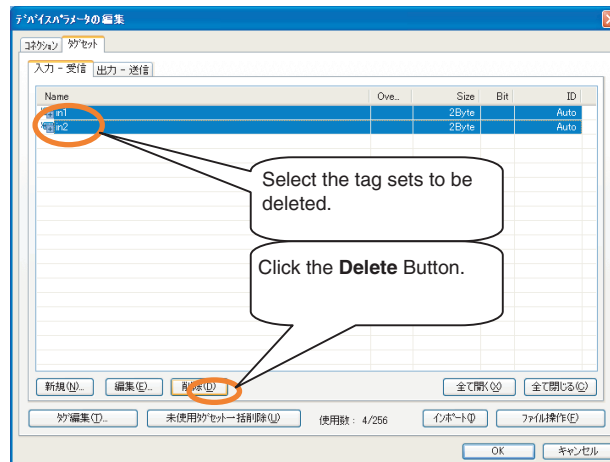 ﾃﾞﾊﾞｲｽﾊﾟﾗﾒｰﾀの編集
ｺﾈｸｼｮﾝ ﾀｸﾞｾｯﾄ
入力 - 受信 出力 - 送信
Name Ove... Size Bit ID
in1 2Byte Auto
in2 2Byte Auto
Select the tag sets to be
deleted.
Click the Delete Button.
新規(N)... 編集(E)... 削除(D) 全て開く(X) 全て閉じる(C)
ﾀｸﾞ編集(T)... 未使用ﾀｸﾞｾｯﾄ一括削除(U) 使用数 : 4/256 ｲﾝﾎﾟｰﾄ(I) ﾌｧｲﾙ操作(F)
OK ｷｬﾝｾﾙ